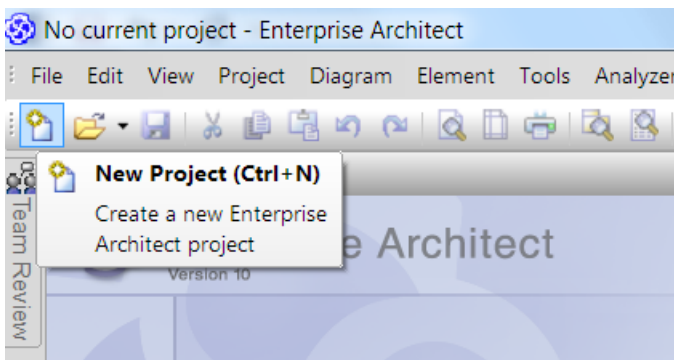 No current project - Enterprise Architect
File Edit View Project Diagram Element Tools Analyzer
New Project (Ctrl+N)
Create a new Enterprise
Architect project
e Architect
Version 10
Team Review